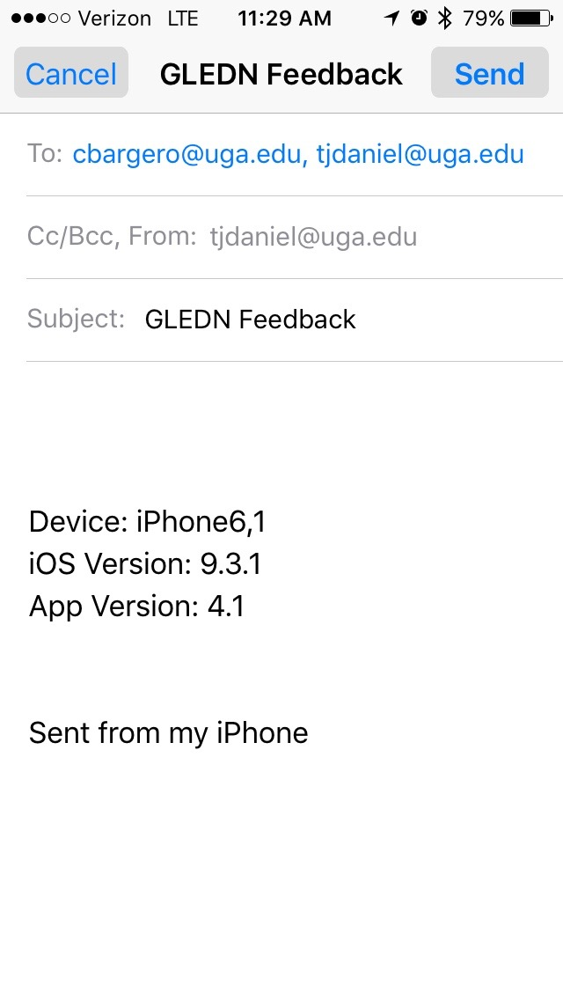 Verizon LTE 11:29 AM 79%
Cancel GLEDN Feedback Send
To: cbargero@uga.edu, tjdaniel@uga.edu
Cc/Bcc, From: tjdaniel@uga.edu
Subject: GLEDN Feedback
Device: iPhone6,1
iOS Version: 9.3.1
App Version: 4.1
Sent from my iPhone